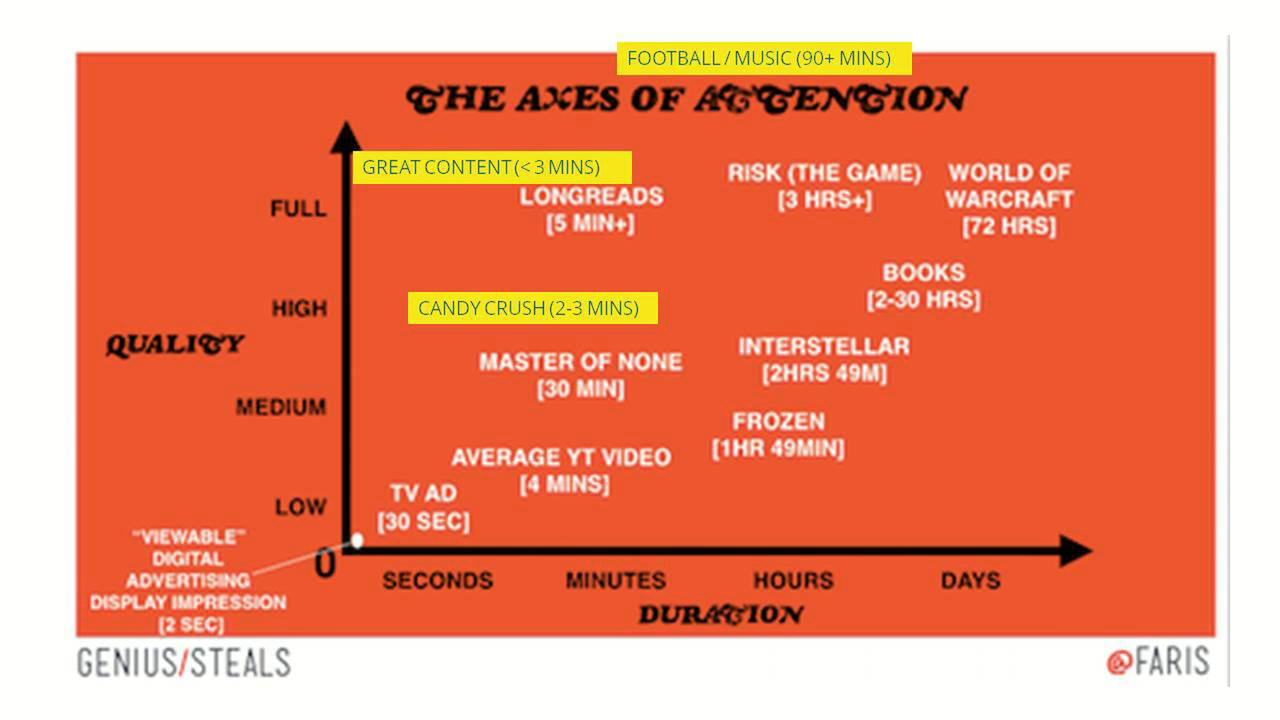 FOOTBALL / MUSIC (90+ MINS)
THE AXES OF ATTENTION
GREAT CONTENT (< 3 MINS)
LONGREADS
[5 MIN+]
RISK (THE GAME)
[3 HRS+]
WORLD OF
WARCRAFT
[72 HRS]
FULL
BOOKS
[2-30 HRS]
HIGH
CANDY CRUSH (2-3 MINS)
QUALITY
MASTER OF NONE
[30 MIN]
INTERSTELLAR
[2HRS 49M]
MEDIUM
FROZEN
[1HR 49MIN]
AVERAGE YT VIDEO
[4 MINS]
TV AD
[30 SEC]
LOW
"VIEWABLE"
DIGITAL
ADVERTISING
DISPLAY IMPRESSION
[2 SEC]
0
SECONDS
MINUTES
HOURS
DAYS
DURATION
GENIUS/STEALS
@FARIS